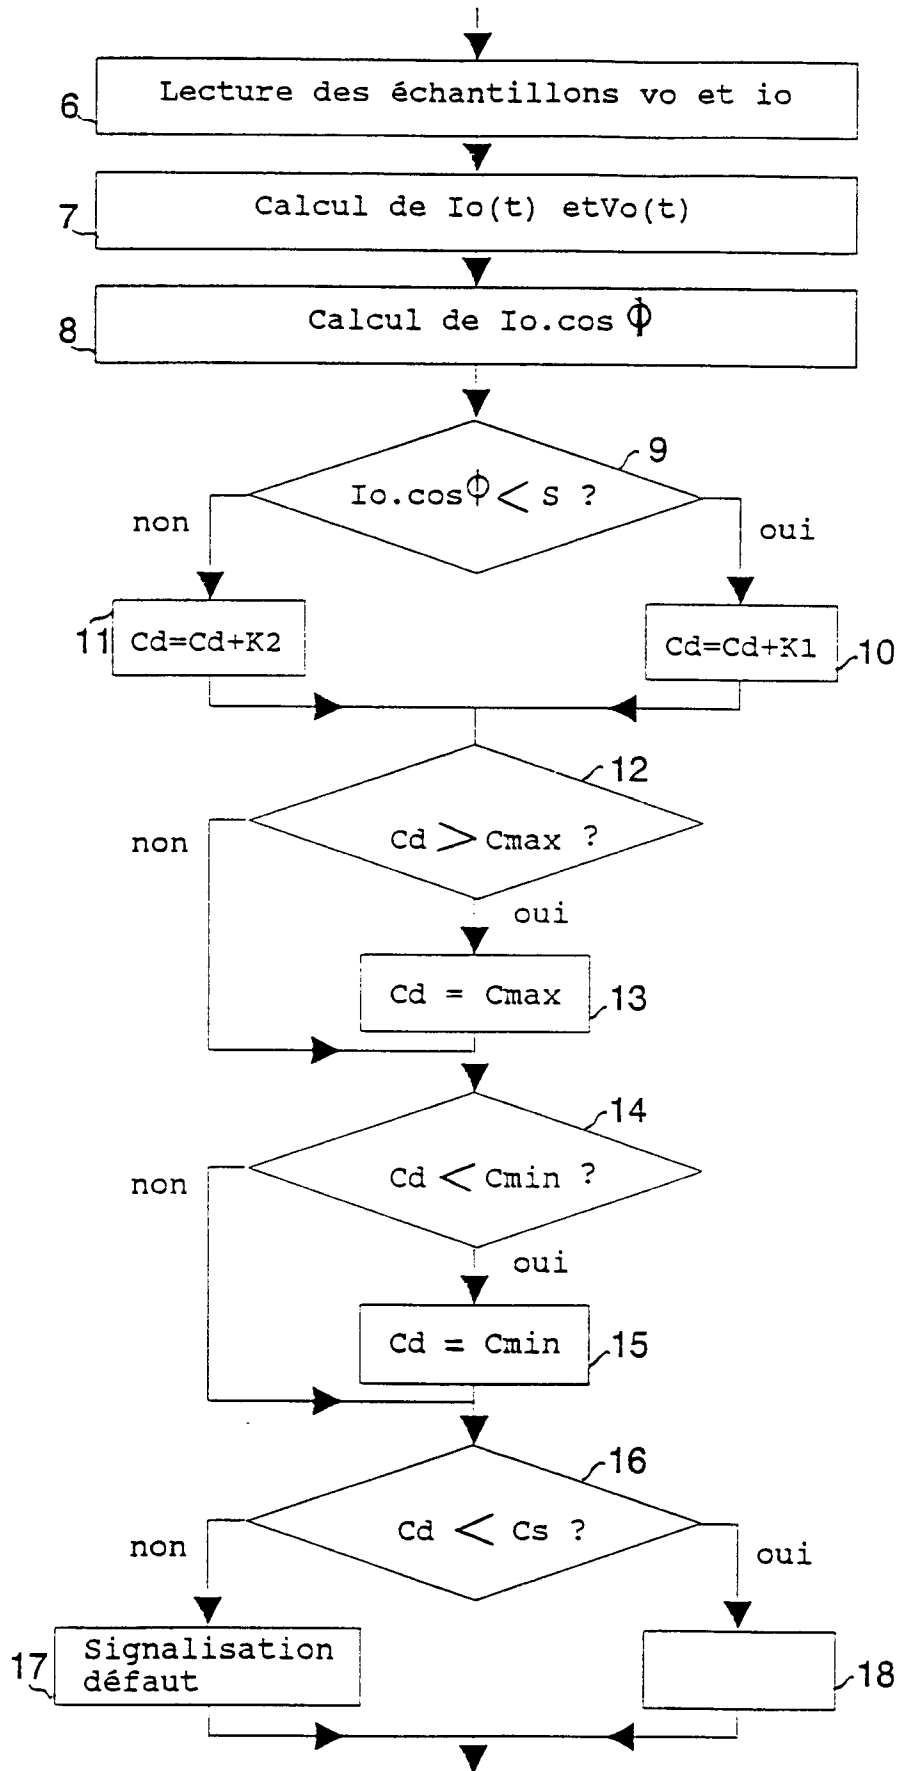 6 Lecture des échantillons vo et io
7 Calcul de Io(t) etVo(t)
8 Calcul de Io.cos Φ
9
Io.cosΦ < S ?
non
oui
11 Cd=Cd+K2
Cd=Cd+K1 10
12
non
Cd > Cmax ?
oui
Cd = Cmax 13
14
non
Cd < Cmin ?
oui
Cd = Cmin 15
16
Cd < Cs ?
non
oui
17 Signalisation
défaut
18